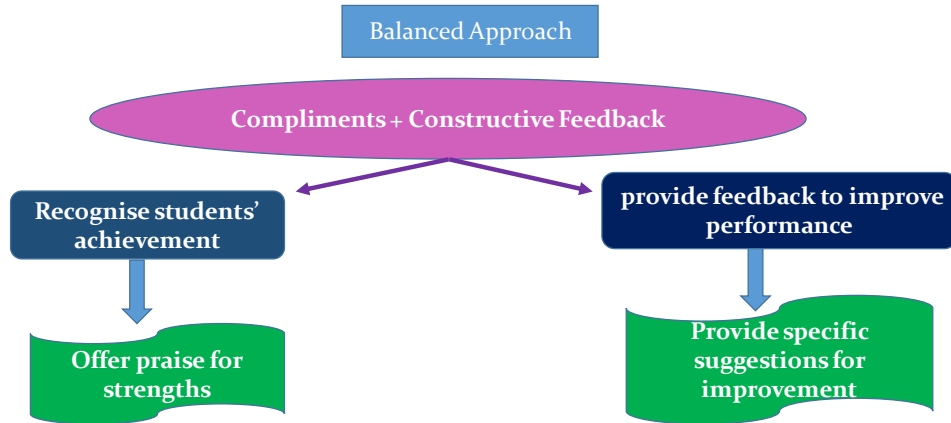 Balanced Approach
Compliments + Constructive Feedback
Recognise students’
achievement
provide feedback to improve
performance
Offer praise for
strengths
Provide specific
suggestions for
improvement